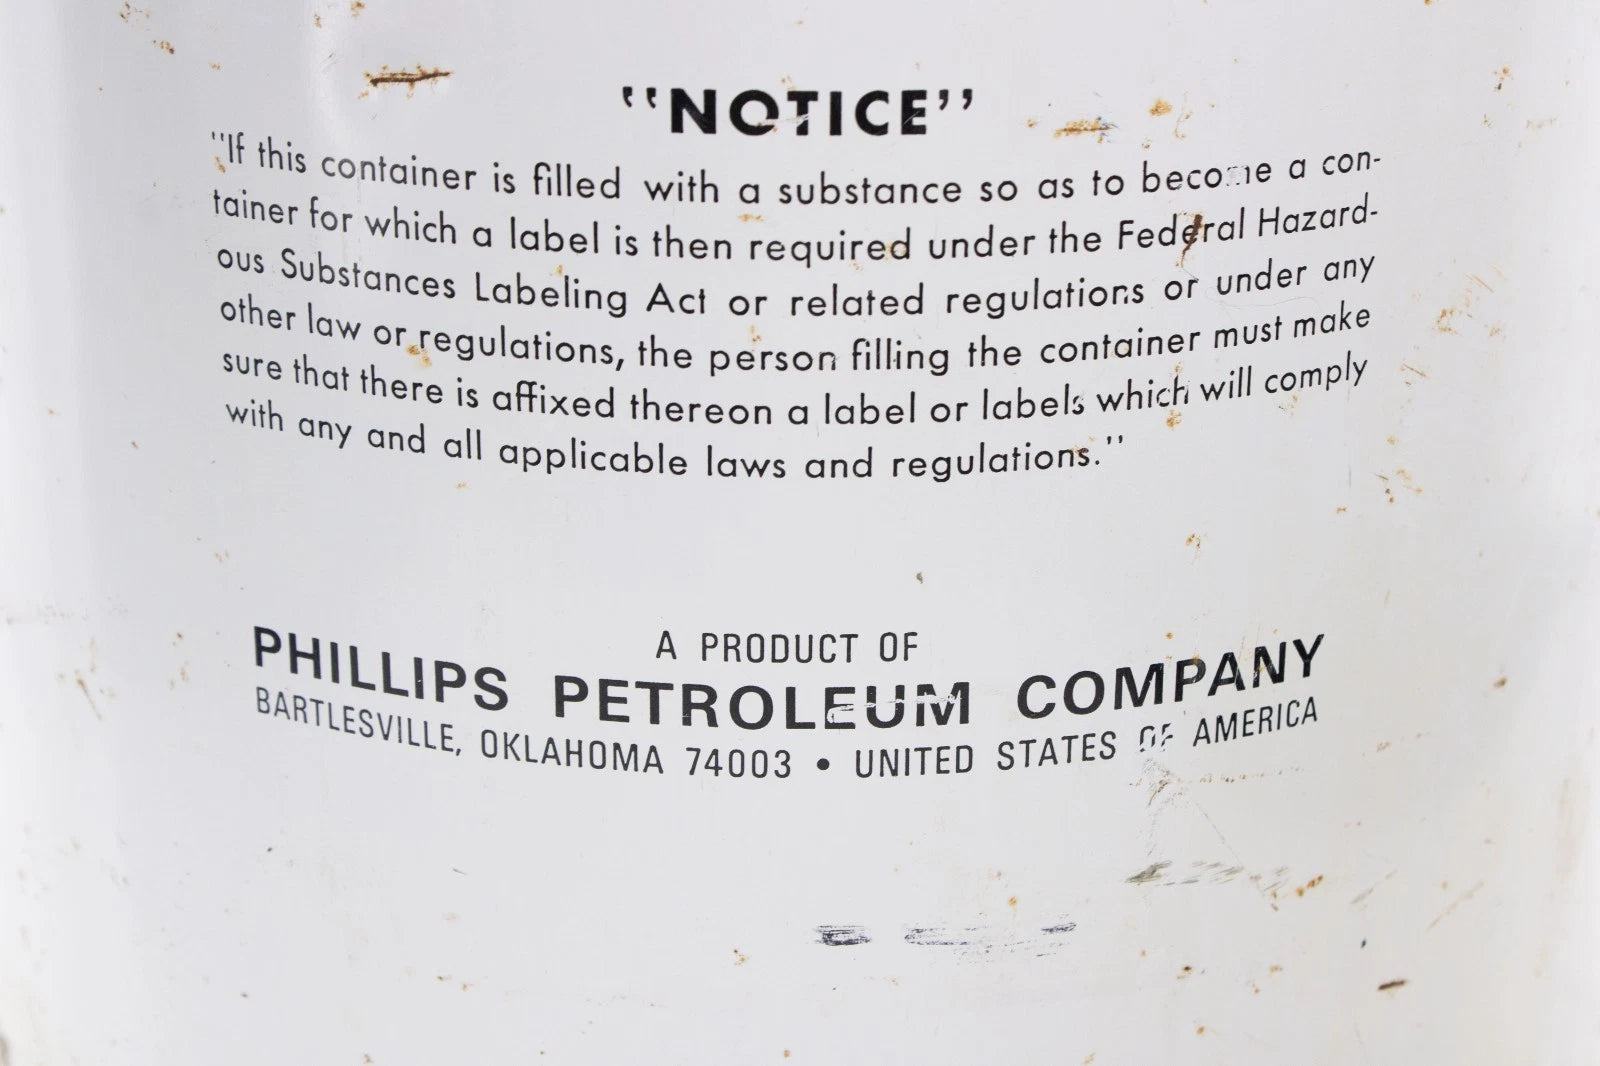 "NOTICE"
"If this container is filled with a substance so as to become a con-
tainer for which a label is then required under the Federal Hazard-
ous Substances Labeling Act or related regulations or under any
other law or regulations, the person filling the container must make
sure that there is affixed thereon a label or labels which will comply
with any and all applicable laws and regulations."
A PRODUCT OF
PHILLIPS PETROLEUM COMPANY
BARTLESVILLE, OKLAHOMA 74003 • UNITED STATES OF AMERICA